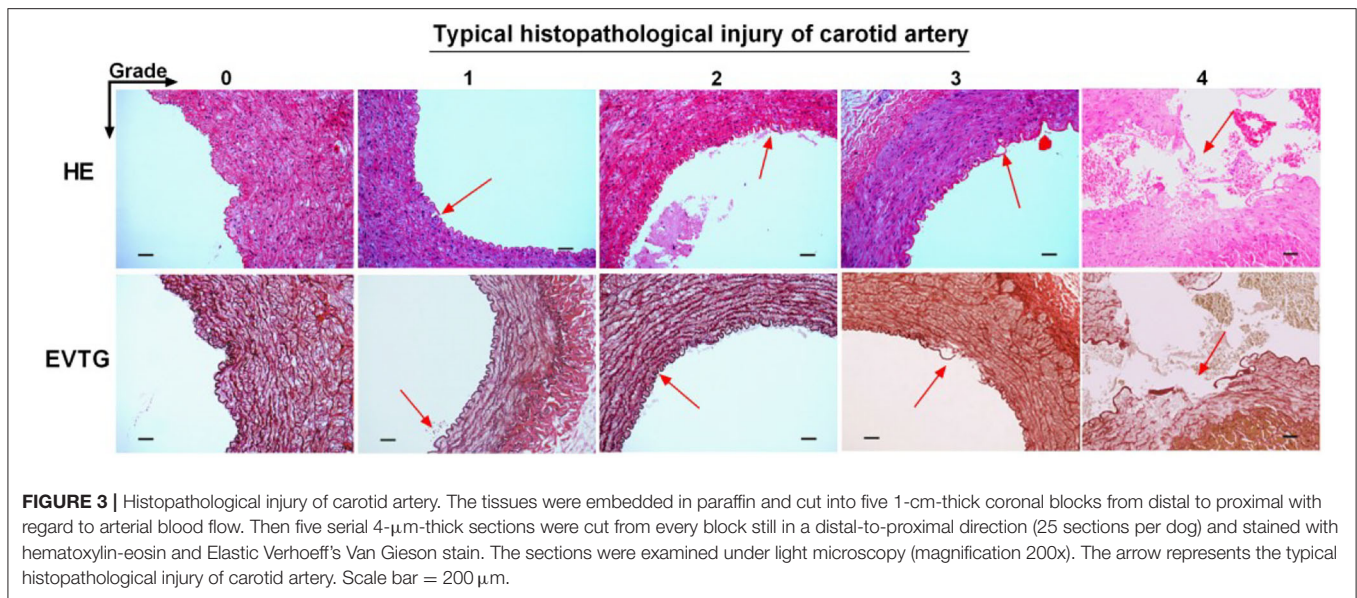 Typical histopathological injury of carotid artery
Grade 0 1 2 3 4
HE
EVTG
FIGURE 3 | Histopathological injury of carotid artery. The tissues were embedded in paraffin and cut into five 1-cm-thick coronal blocks from distal to proximal with
regard to arterial blood flow. Then five serial 4-μm-thick sections were cut from every block still in a distal-to-proximal direction (25 sections per dog) and stained with
hematoxylin-eosin and Elastic Verhoeff's Van Gieson stain. The sections were examined under light microscopy (magnification 200x). The arrow represents the typical
histopathological injury of carotid artery. Scale bar = 200 μm.